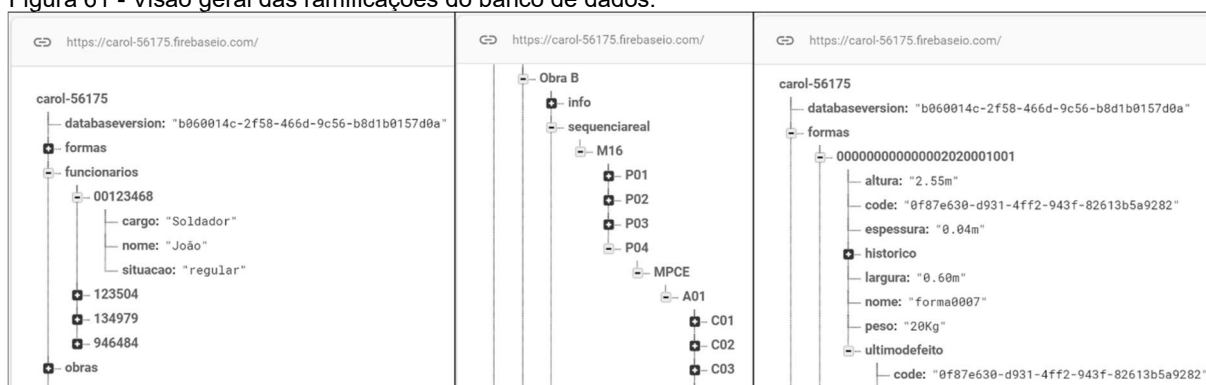 Figura 61 - Visão geral das ramificações do banco de dados.
https://carol-56175.firebaseio.com/
carol-56175
databaseversion: "b060014c-2f58-466d-9c56-b8d1b0157d0a"
formas
funcionarios
00123468
cargo: "Soldador"
nome: "João"
situacao: "regular"
123504
134979
946484
obras
https://carol-56175.firebaseio.com/
Obra B
info
sequenciareal
M16
P01
P02
P03
P04
MPCE
A01
C01
C02
C03
https://carol-56175.firebaseio.com/
carol-56175
databaseversion: "b060014c-2f58-466d-9c56-b8d1b0157d0a"
formas
000000000000002020001001
altura: "2.55m"
code: "0f87e630-d931-4ff2-943f-82613b5a9282"
espessura: "0.04m"
historico
largura: "0.60m"
nome: "forma0007"
peso: "20Kg"
ultimodefeito
code: "0f87e630-d931-4ff2-943f-82613b5a9282"